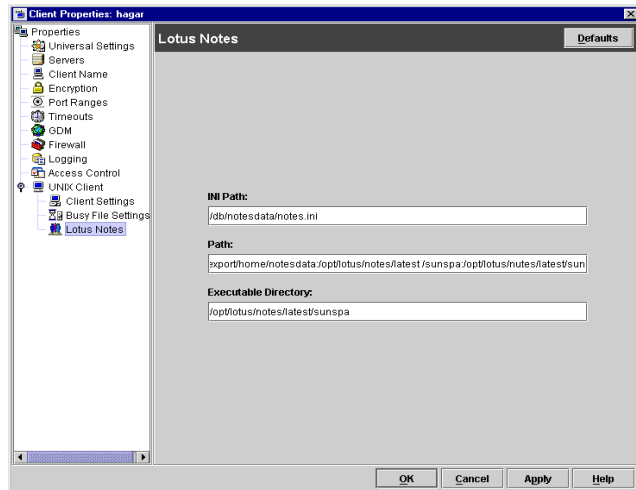 Client Properties: hagar
Properties
Universal Settings
Servers
Client Name
Encryption
Port Ranges
Timeouts
GDM
Firewall
Logging
Access Control
UNIX Client
Client Settings
Busy File Settings
Lotus Notes
Lotus Notes
Defaults
INI Path:
/db/notesdata/notes.ini
Path:
export/home/notesdata:/opt/lotus/notes/latest /sunspa:/opt/lotus/nutes/latest/sun
Executable Directory:
/opt/lotus/notes/latest/sunspa
OK
Cancel
Apply
Help